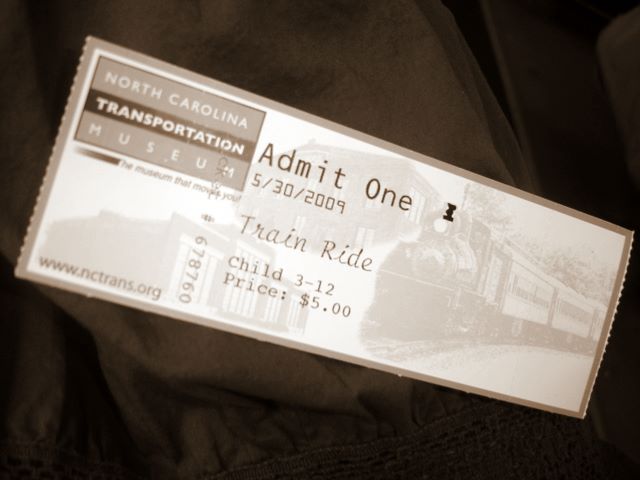 NORTH CAROLINA
TRANSPORTATION
MUSEUM
the museum that moves you!
Admit One
5/30/2009
Train Ride
Child 3-12
Price: $5.00
678760
www.nctrans.org